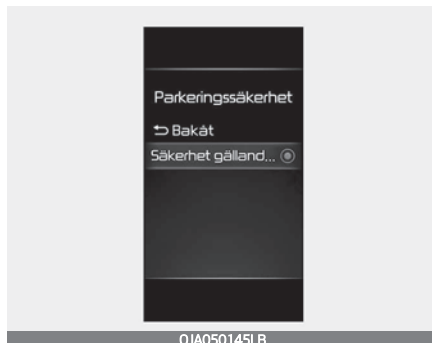 Parkeringssäkerhet
⮌ Bakåt
Säkerhet gälland...
OJA050145LB